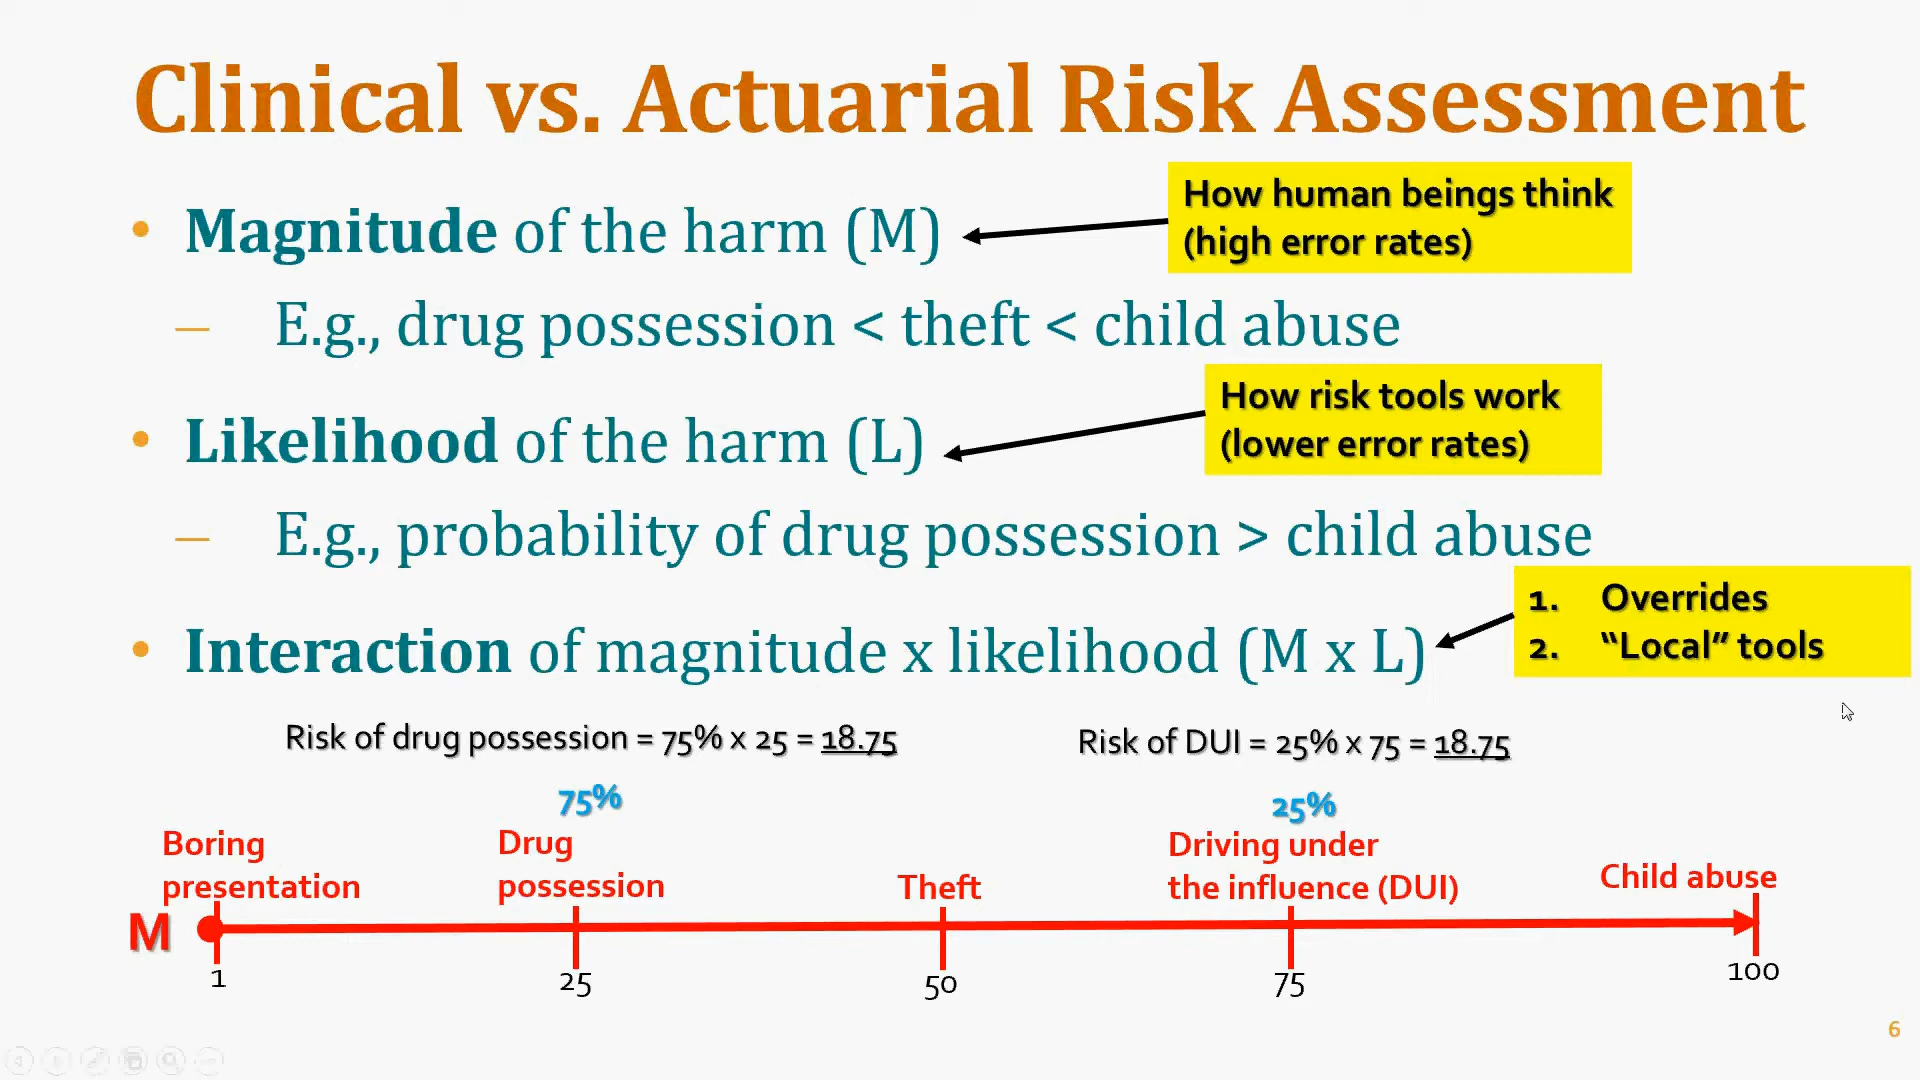 Clinical vs. Actuarial Risk Assessment
How human beings think
(high error rates)
• Magnitude of the harm (M)
– E.g., drug possession < theft < child abuse
How risk tools work
(lower error rates)
• Likelihood of the harm (L)
– E.g., probability of drug possession > child abuse
1. Overrides
2. “Local” tools
• Interaction of magnitude x likelihood (M x L)
Risk of drug possession = 75% x 25 = 18.75
Risk of DUI = 25% x 75 = 18.75
75%
25%
Boring
presentation
Drug
possession
Theft
Driving under
the influence (DUI)
Child abuse
M
1
25
50
75
100
6